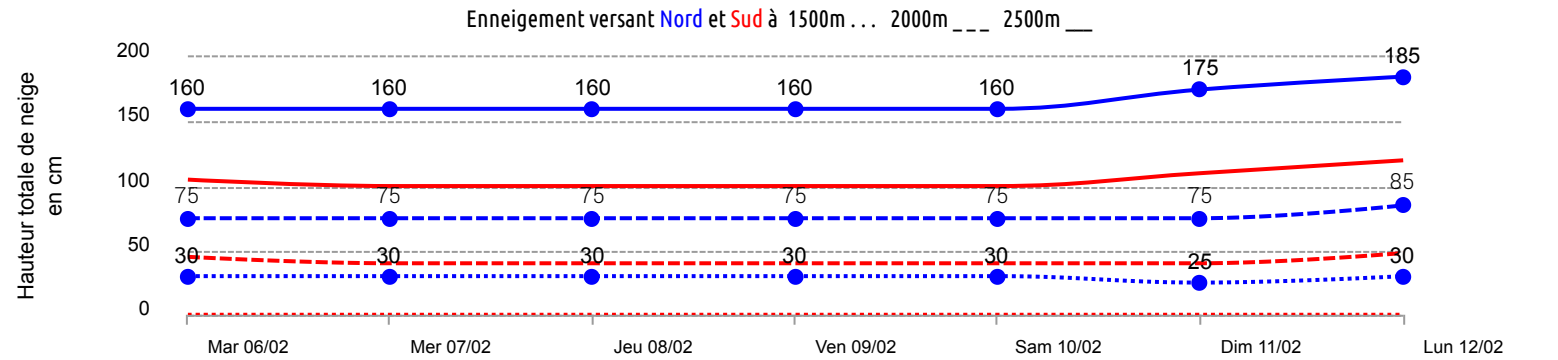 Enneigement versant Nord et Sud à 1500m . . . 2000m _ _ _ 2500m __
Hauteur totale de neige
en cm
200
150
100
50
0
160 160 160 160 160 175 185
75 75 75 75 75 75 85
30 30 30 30 30 25 30
Mar 06/02 Mer 07/02 Jeu 08/02 Ven 09/02 Sam 10/02 Dim 11/02 Lun 12/02